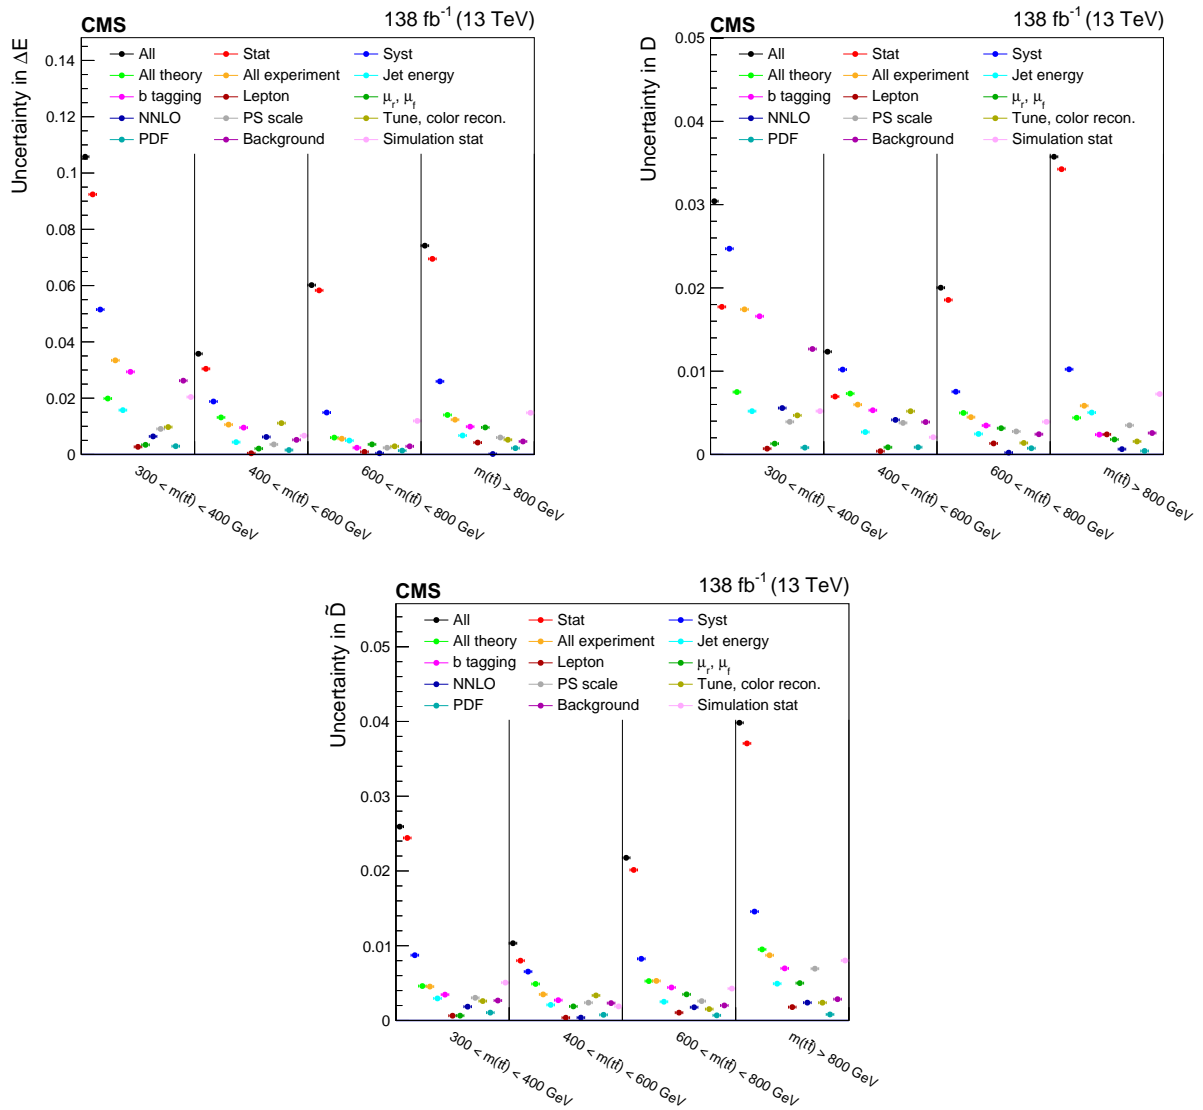 CMS 138 fb⁻¹ (13 TeV)
Uncertainty in ΔE
0.14
0.12
0.1
0.08
0.06
0.04
0.02
0
All Stat Syst
All theory All experiment Jet energy
b tagging Lepton μr, μf
NNLO PS scale Tune, color recon.
PDF Background Simulation stat
300 < m(tt̄) < 400 GeV
400 < m(tt̄) < 600 GeV
600 < m(tt̄) < 800 GeV
m(tt̄) > 800 GeV
CMS 138 fb⁻¹ (13 TeV)
Uncertainty in D
0.05
0.04
0.03
0.02
0.01
0
All Stat Syst
All theory All experiment Jet energy
b tagging Lepton μr, μf
NNLO PS scale Tune, color recon.
PDF Background Simulation stat
300 < m(tt̄) < 400 GeV
400 < m(tt̄) < 600 GeV
600 < m(tt̄) < 800 GeV
m(tt̄) > 800 GeV
CMS 138 fb⁻¹ (13 TeV)
Uncertainty in D̃
0.05
0.04
0.03
0.02
0.01
0
All Stat Syst
All theory All experiment Jet energy
b tagging Lepton μr, μf
NNLO PS scale Tune, color recon.
PDF Background Simulation stat
300 < m(tt̄) < 400 GeV
400 < m(tt̄) < 600 GeV
600 < m(tt̄) < 800 GeV
m(tt̄) > 800 GeV